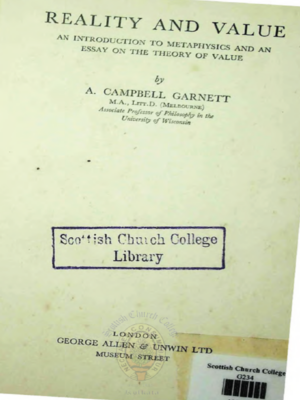 REALITY AND VALUE
AN INTRODUCTION TO METAPHYSICS AND AN
ESSAY ON THE THEORY OF VALUE
by
A. CAMPBELL GARNETT
M.A., LITT.D. (MELBOURNE)
Associate Professor of Philosophy in the
University of Wisconsin
Scottish Church College
Library
LONDON
GEORGE ALLEN & UNWIN LTD
MUSEUM STREET
Scottish Church College
G234